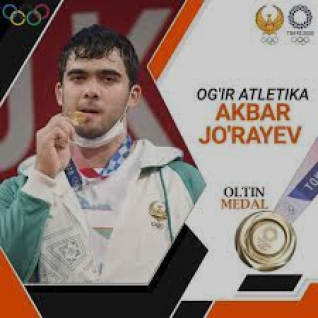 TOKYO 2020
OG'IR ATLETIKA
AKBAR
JO'RAYEV
OLTIN
MEDAL